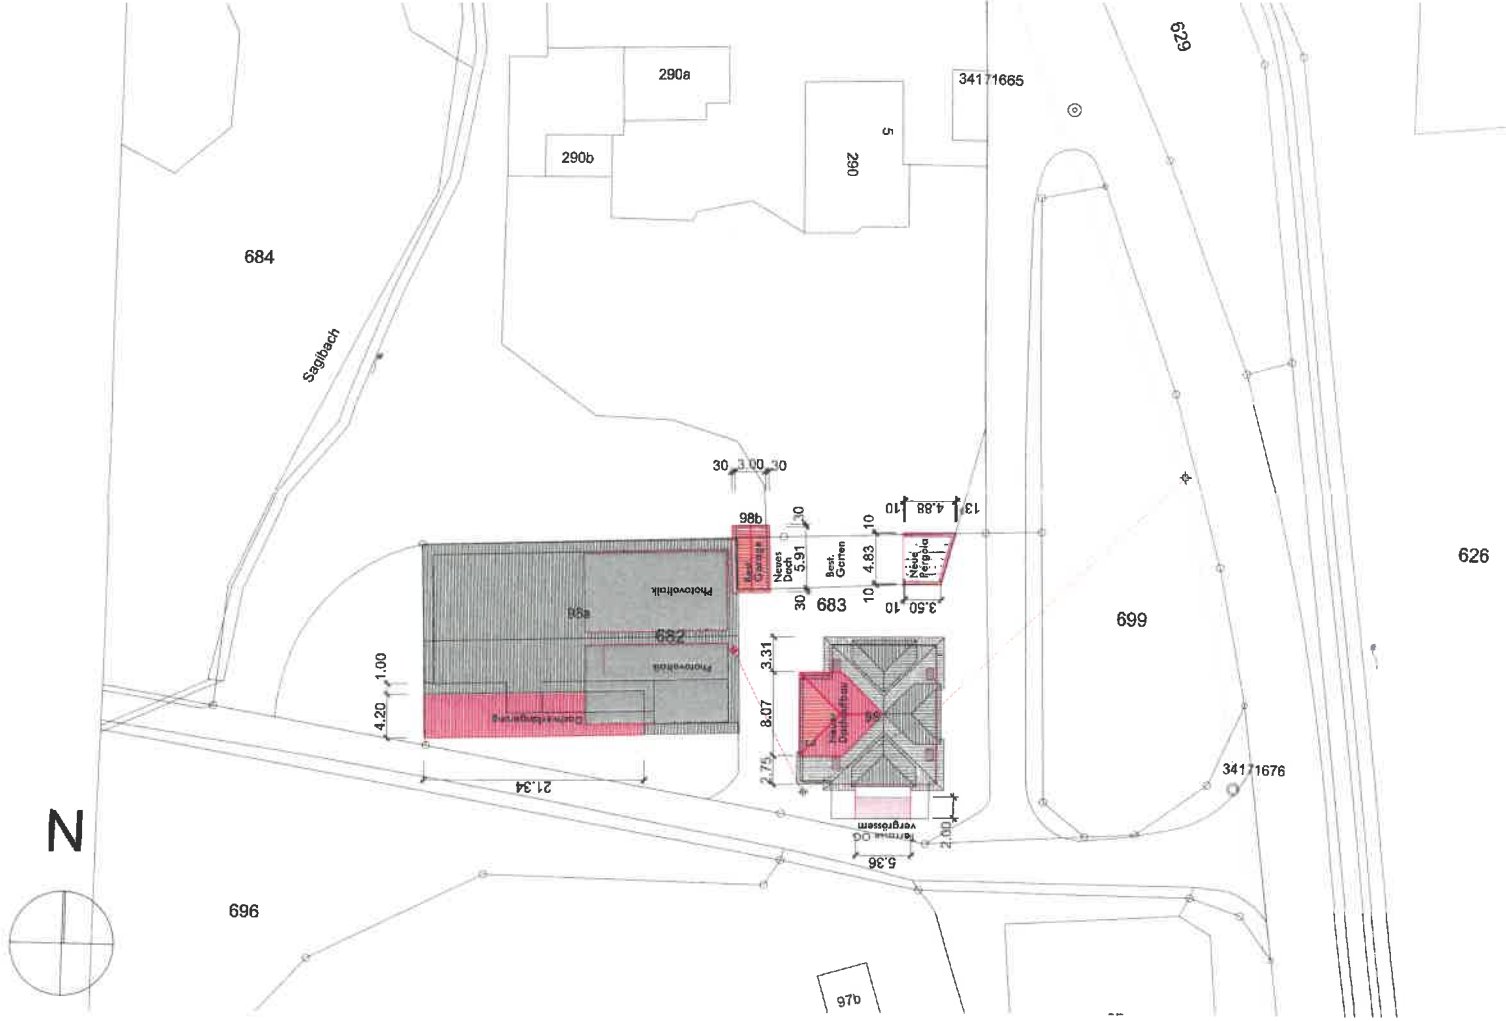 629
290a
34171665
5
290
290b
684
Sagibach
30 3.00 30
98b
10 4.88 13
Best.
Garage
Neues
Dach
30
5.91
30
Best.
Garten
10
4.83
10
Neue
Pergola
10 3.50
683
Photovoltaik
98a
682
Photovoltaik
626
699
1.00
4.20
Dachverlängerung
21.34
3.31
8.07
2.75
Neuer
Dachaufbau
98
34171676
Terrasse OG
vergrössern
2.00
5.36
N
696
97b